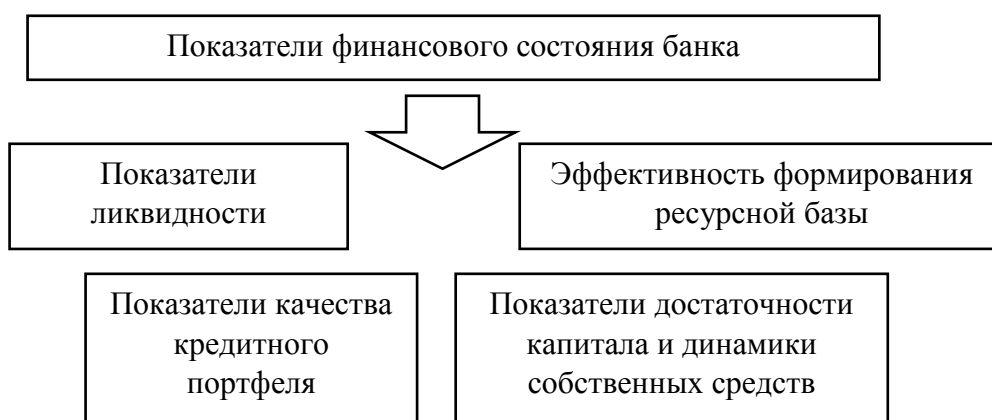 Показатели финансового состояния банка
Показатели
ликвидности
Эффективность формирования
ресурсной базы
Показатели качества
кредитного
портфеля
Показатели достаточности
капитала и динамики
собственных средств